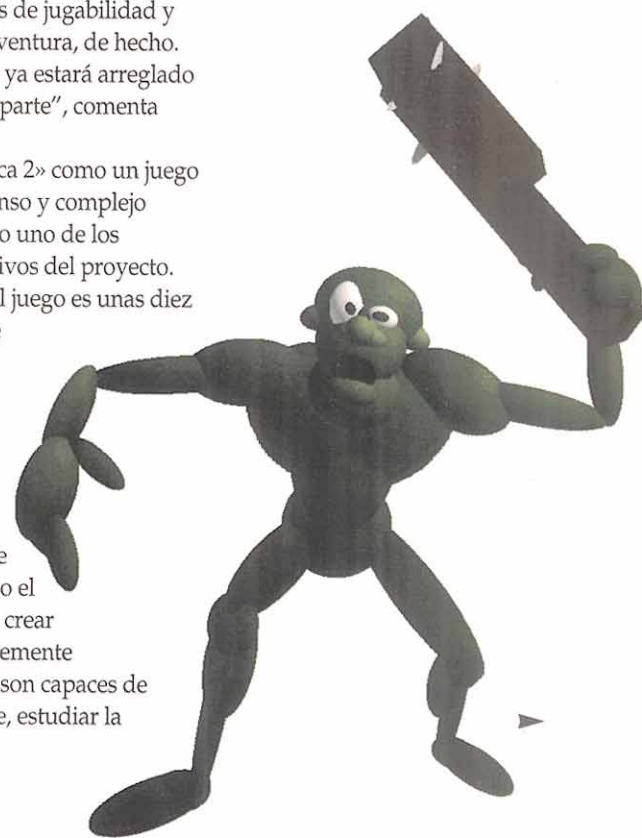 s de jugabilidad y
ventura, de hecho.
ya estará arreglado
parte”, comenta
ca 2» como un juego
nso y complejo
o uno de los
ivos del proyecto.
l juego es unas diez
e
o el
crear
emente
son capaces de
e, estudiar la